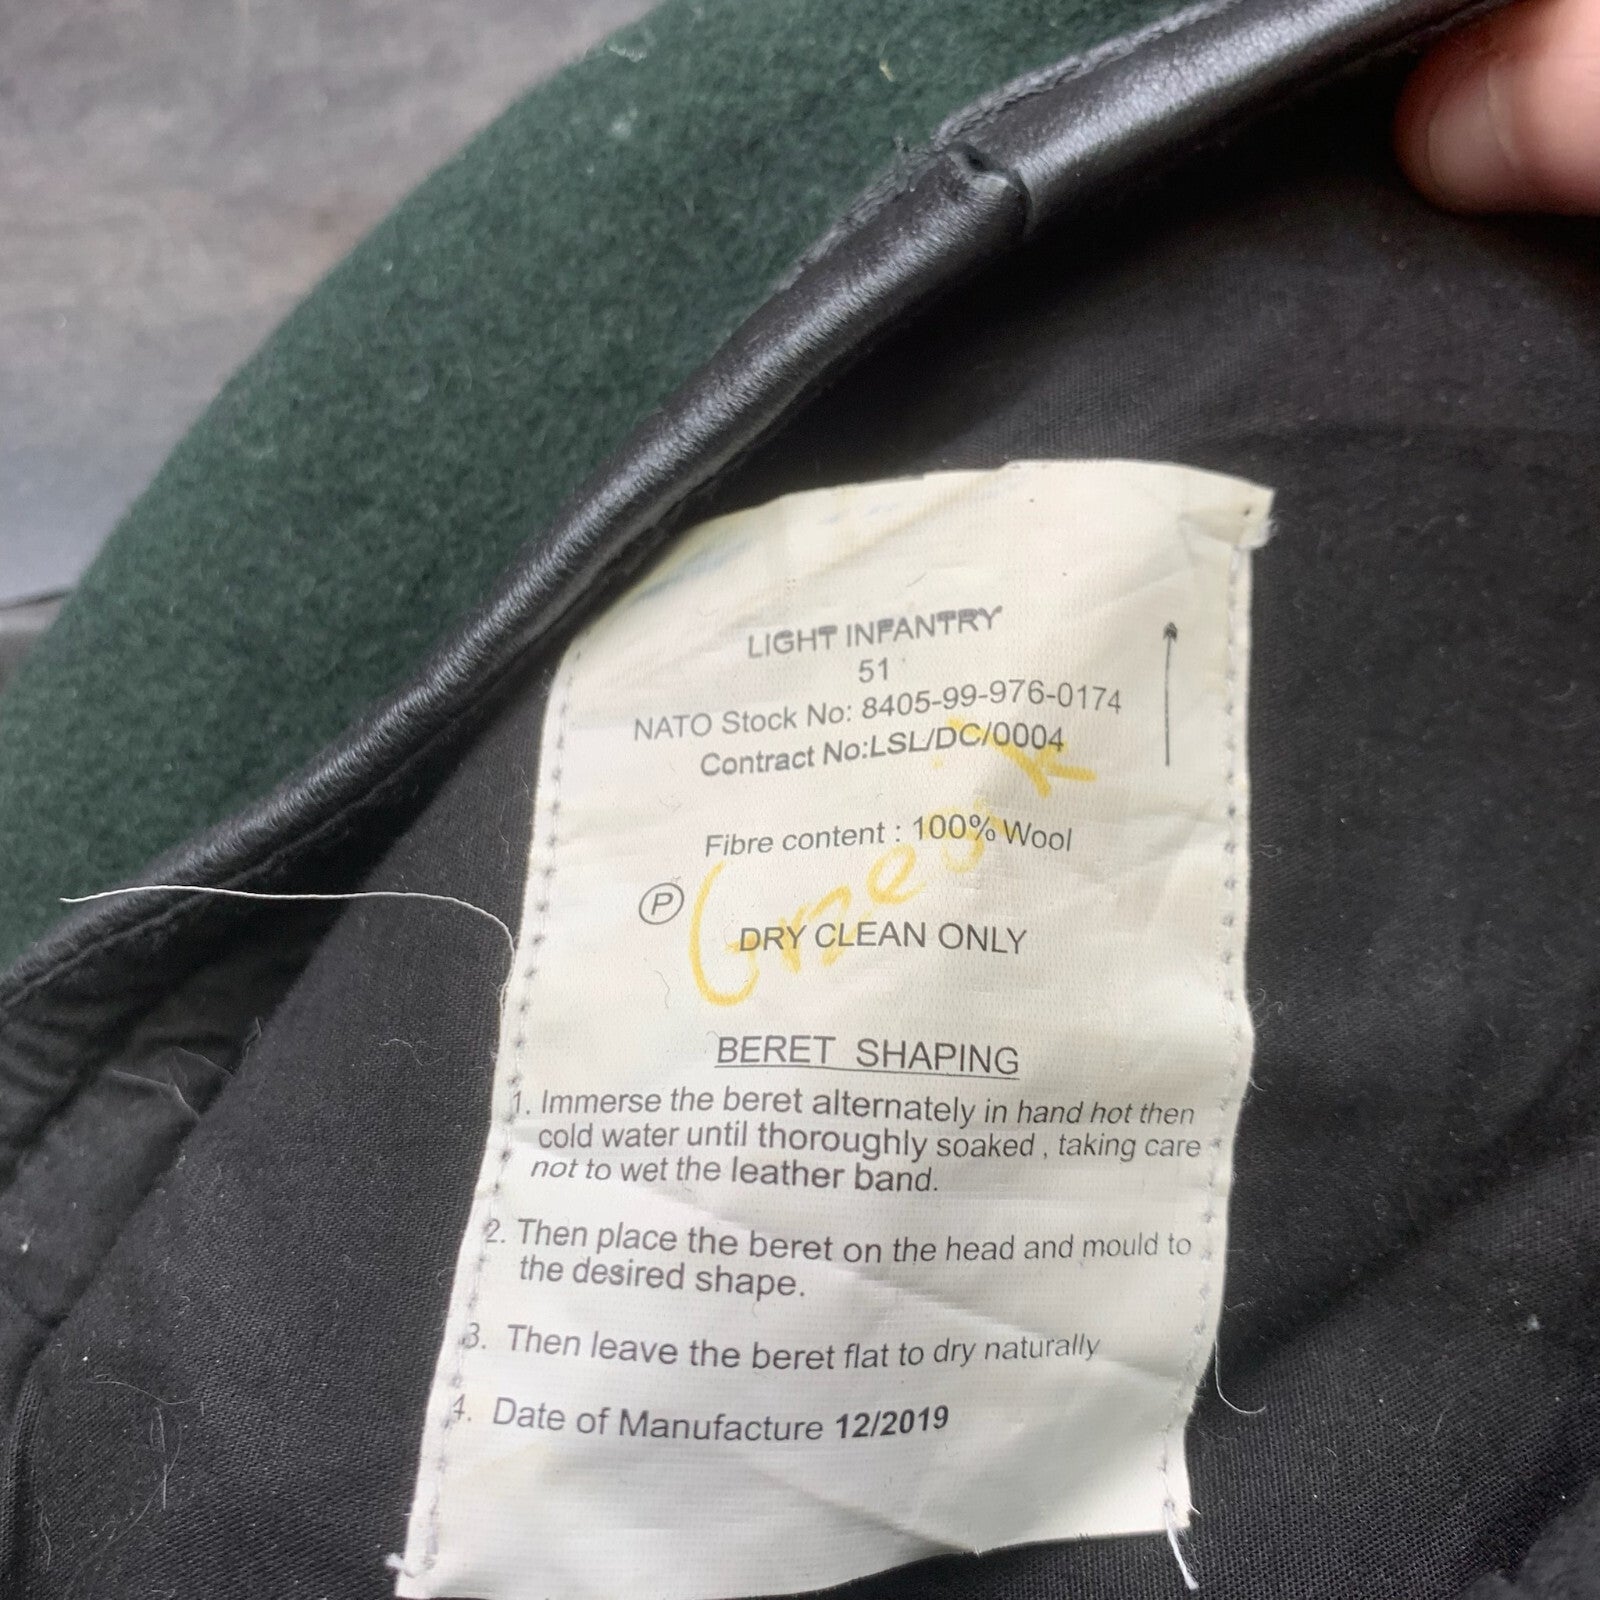 LIGHT INFANTRY
51
NATO Stock No: 8405-99-976-0174
Contract No:LSL/DC/0004
Fibre content : 100% Wool
P
DRY CLEAN ONLY
BERET SHAPING
1. Immerse the beret alternately in hand hot then
cold water until thoroughly soaked , taking care
not to wet the leather band.
2. Then place the beret on the head and mould to
the desired shape.
3. Then leave the beret flat to dry naturally
4. Date of Manufacture 12/2019